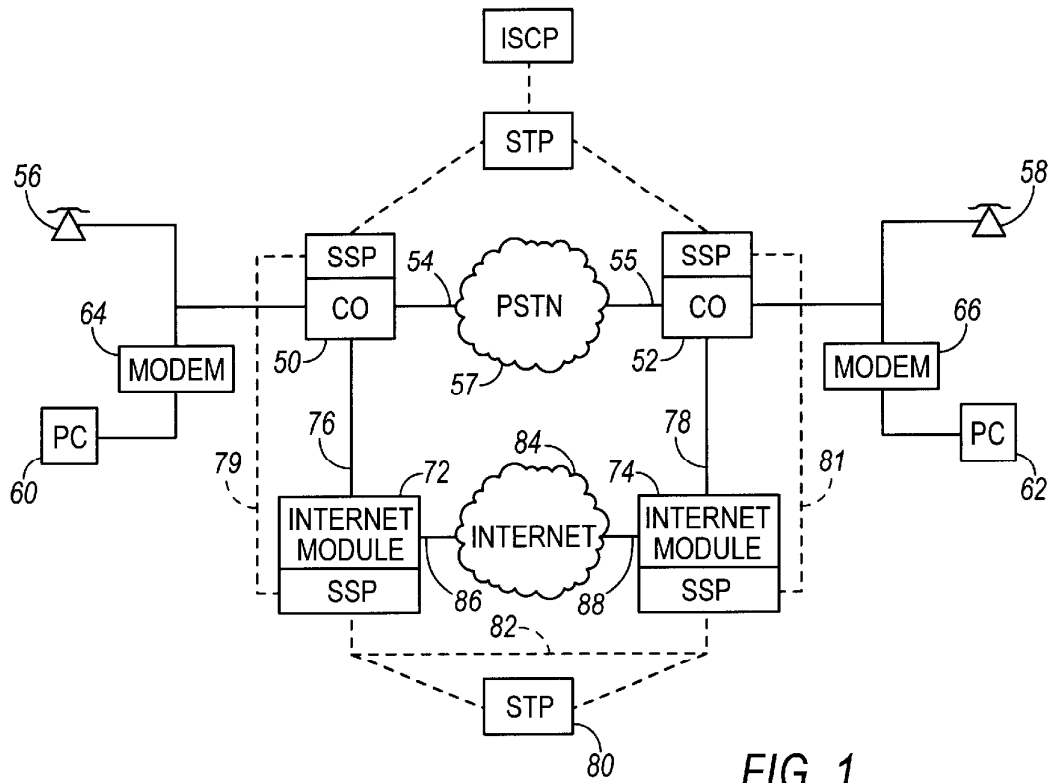 ISCP
STP
56
58
SSP
SSP
54
55
PSTN
CO
CO
64
66
MODEM
MODEM
50
52
57
PC
PC
76
78
84
60
62
79
72
74
81
INTERNET
MODULE
INTERNET
INTERNET
MODULE
SSP
SSP
86
88
82
STP
80
FIG. 1